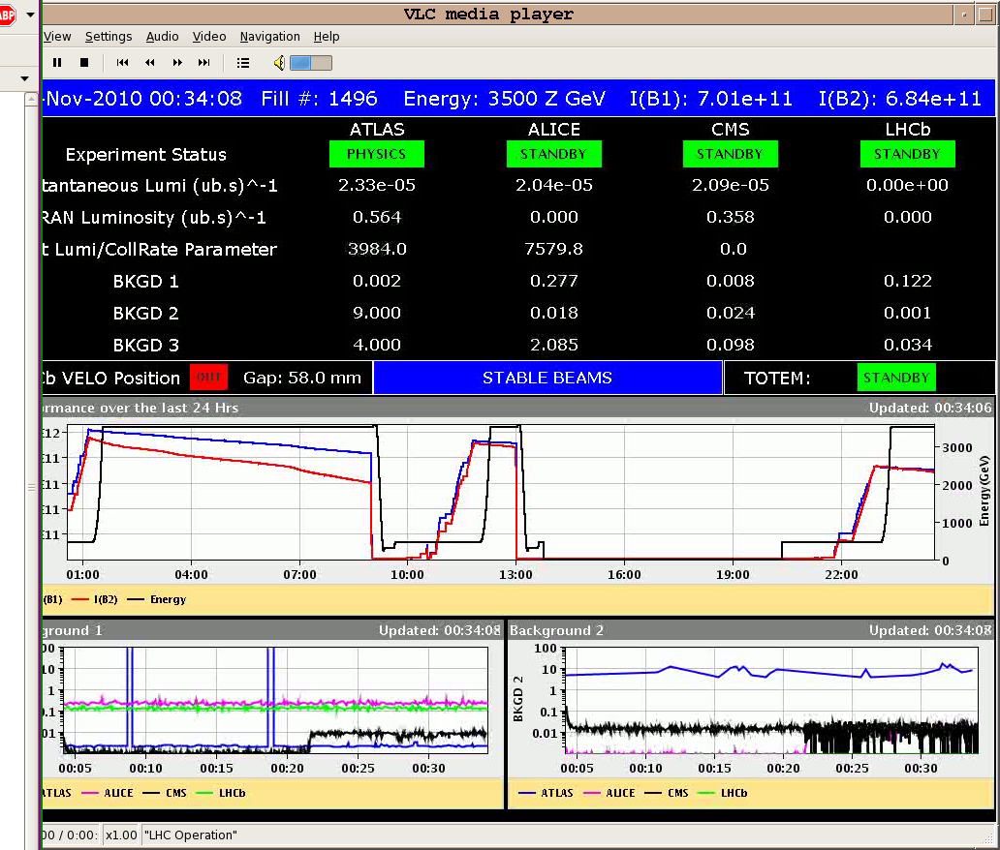 ABP
VLC media player
View Settings Audio Video Navigation Help
-Nov-2010 00:34:08 Fill #: 1496 Energy: 3500 Z GeV I(B1): 7.01e+11 I(B2): 6.84e+11
ATLAS ALICE CMS LHCb
Experiment Status PHYSICS STANDBY STANDBY STANDBY
tantaneous Lumi (ub.s)^-1 2.33e-05 2.04e-05 2.09e-05 0.00e+00
RAN Luminosity (ub.s)^-1 0.564 0.000 0.358 0.000
t Lumi/CollRate Parameter 3984.0 7579.8 0.0
BKGD 1 0.002 0.277 0.008 0.122
BKGD 2 9.000 0.018 0.024 0.001
BKGD 3 4.000 2.085 0.098 0.034
b VELO Position OUT Gap: 58.0 mm STABLE BEAMS TOTEM: STANDBY
ormance over the last 24 Hrs Updated: 00:34:06
E12
E11
E11
E11
E11
3000
2000
1000
0
Energy(GeV)
01:00 04:00 07:00 10:00 13:00 16:00 19:00 22:00
(B1) I(B2) Energy
ground 1 Updated: 00:34:08
00
10
1
0.1
.01
00:05 00:10 00:15 00:20 00:25 00:30
ATLAS ALICE CMS LHCb
Background 2 Updated: 00:34:08
BKGD 2
100
10
1
0.1
0.01
00:05 00:10 00:15 00:20 00:25 00:30
ATLAS ALICE CMS LHCb
00 / 0:00: x1.00 "LHC Operation"